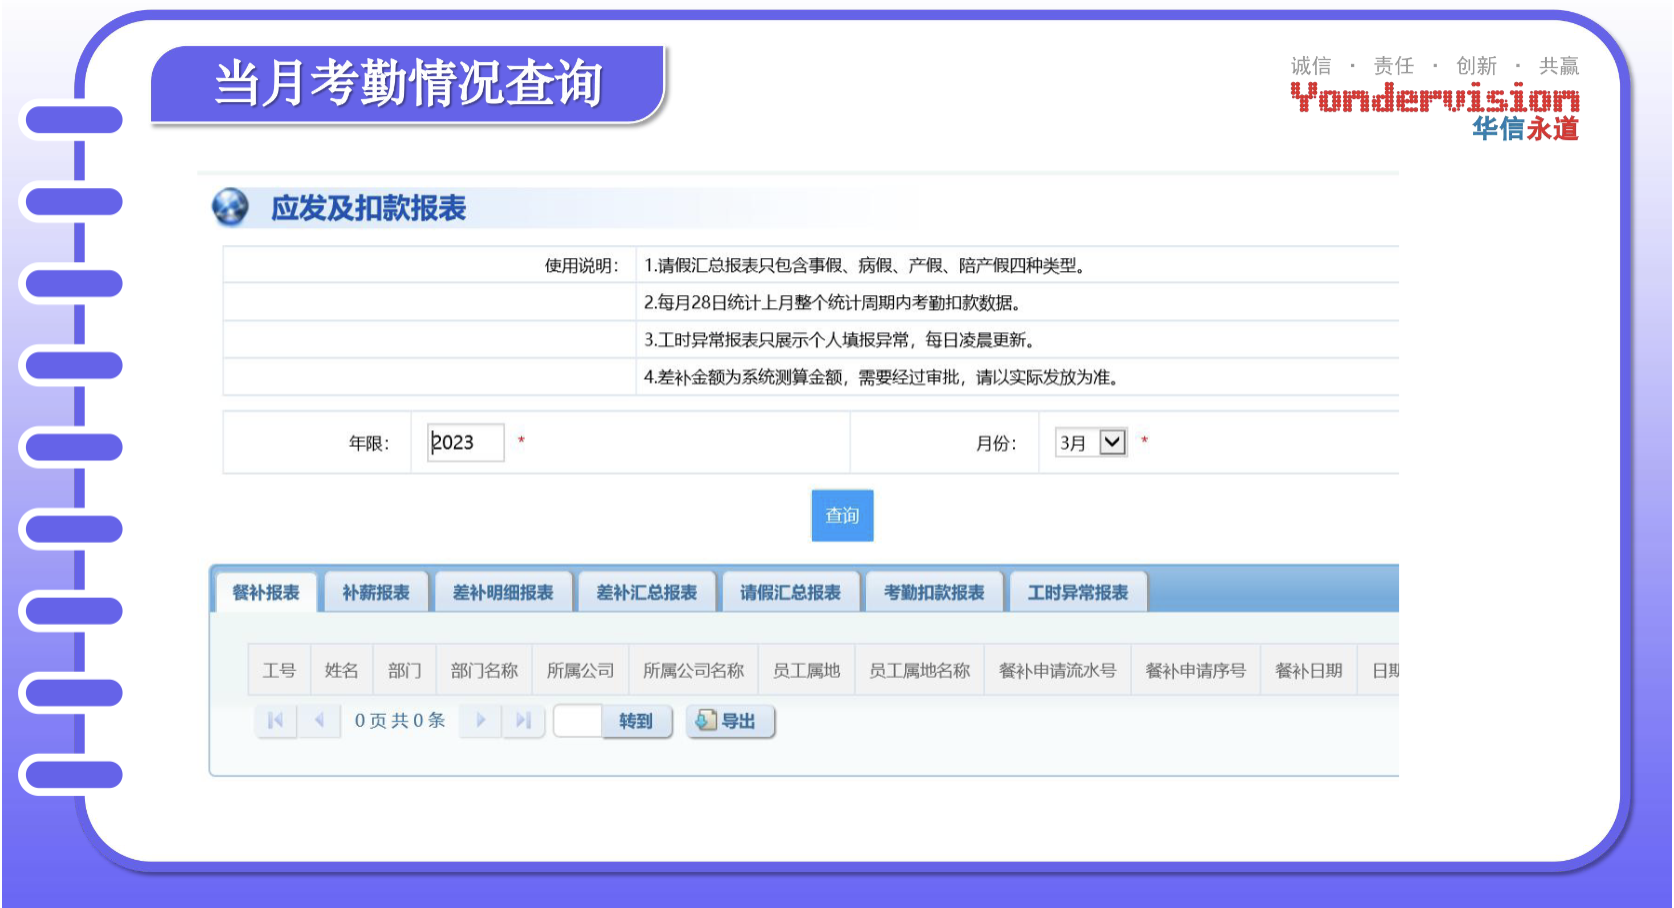 当月考勤情况查询
诚信 · 责任 · 创新 · 共赢
Yondervision
华信永道
应发及扣款报表
使用说明： 1.请假汇总报表只包含事假、病假、产假、陪产假四种类型。
2.每月28日统计上月整个统计周期内考勤扣款数据。
3.工时异常报表只展示个人填报异常，每日凌晨更新。
4.差补金额为系统测算金额，需要经过审批，请以实际发放为准。
年限： 2023 * 月份： 3月 *
查询
餐补报表 补薪报表 差补明细报表 差补汇总报表 请假汇总报表 考勤扣款报表 工时异常报表
工号 姓名 部门 部门名称 所属公司 所属公司名称 员工属地 员工属地名称 餐补申请流水号 餐补申请序号 餐补日期 日期
0 页 共 0 条 转到 导出